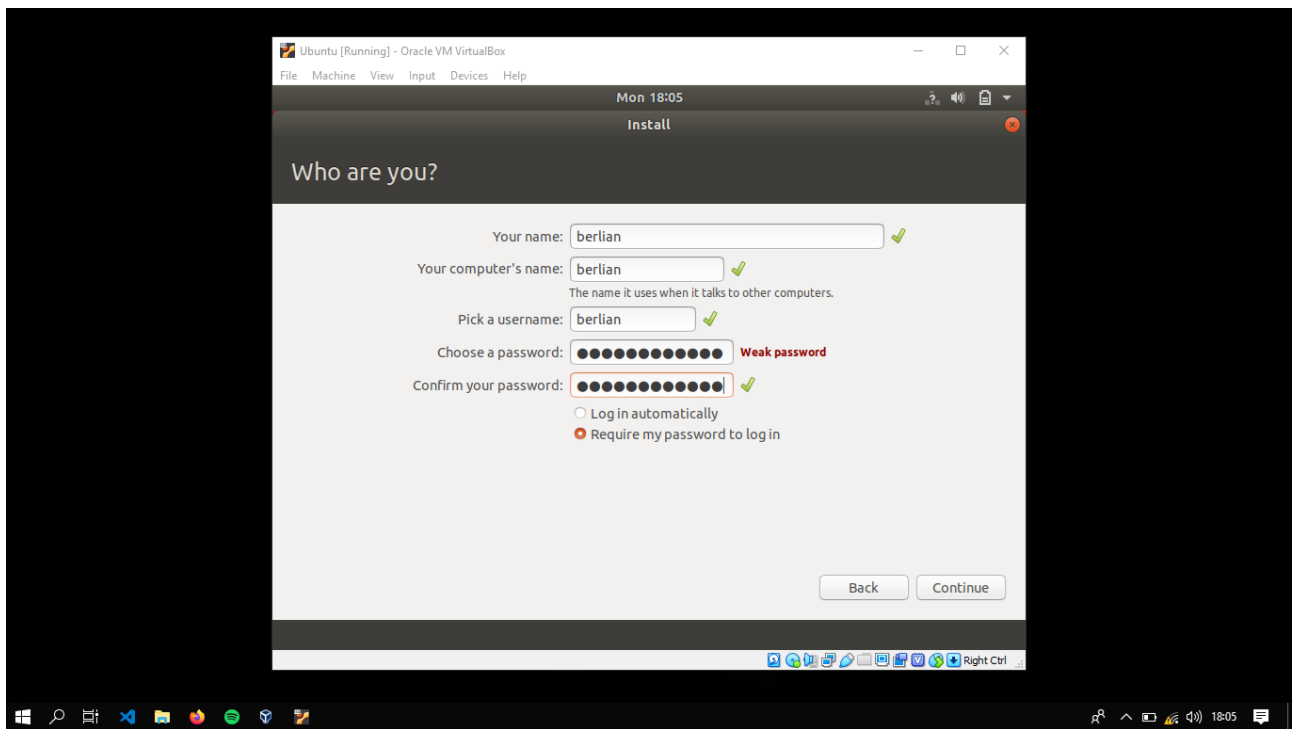 Ubuntu [Running] - Oracle VM VirtualBox
File Machine View Input Devices Help
Mon 18:05
Install
Who are you?
Your name: berlian
Your computer's name: berlian
The name it uses when it talks to other computers.
Pick a username: berlian
Choose a password: ●●●●●●●●●●●● Weak password
Confirm your password: ●●●●●●●●●●●●
Log in automatically
Require my password to log in
Back Continue
Right Ctrl
18:05